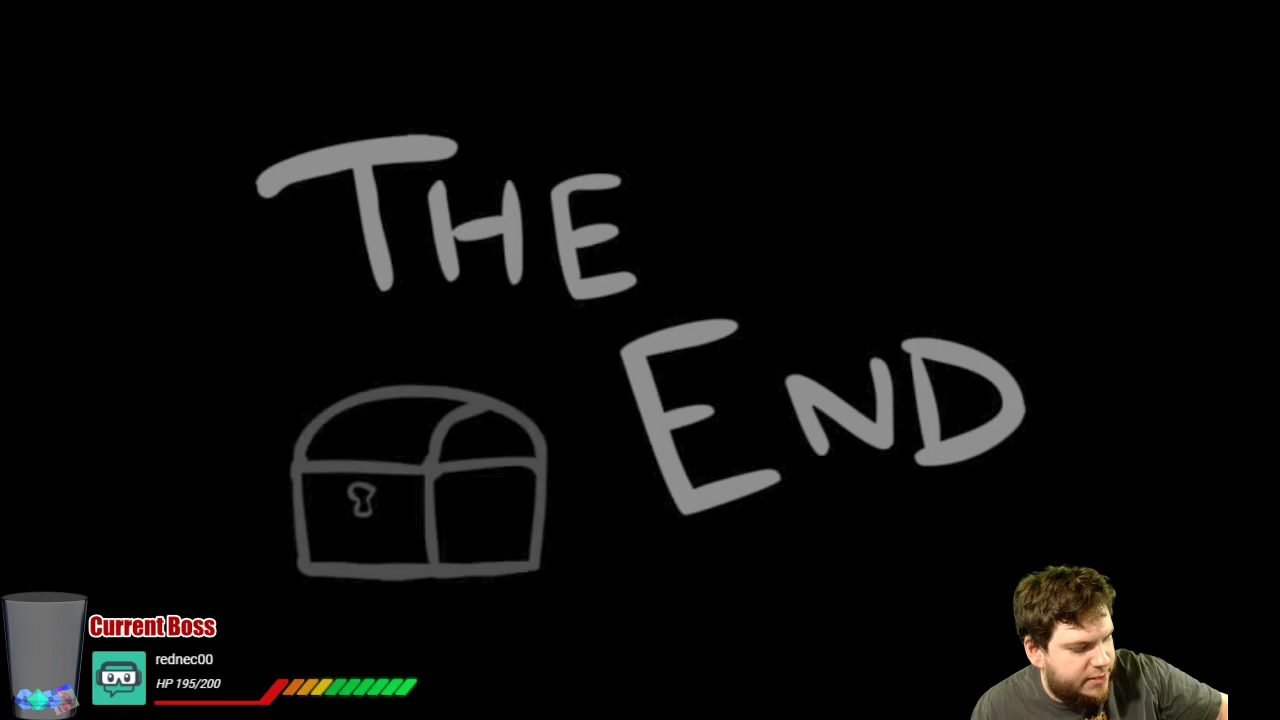 THE
END
Current Boss
rednec00
HP 195/200